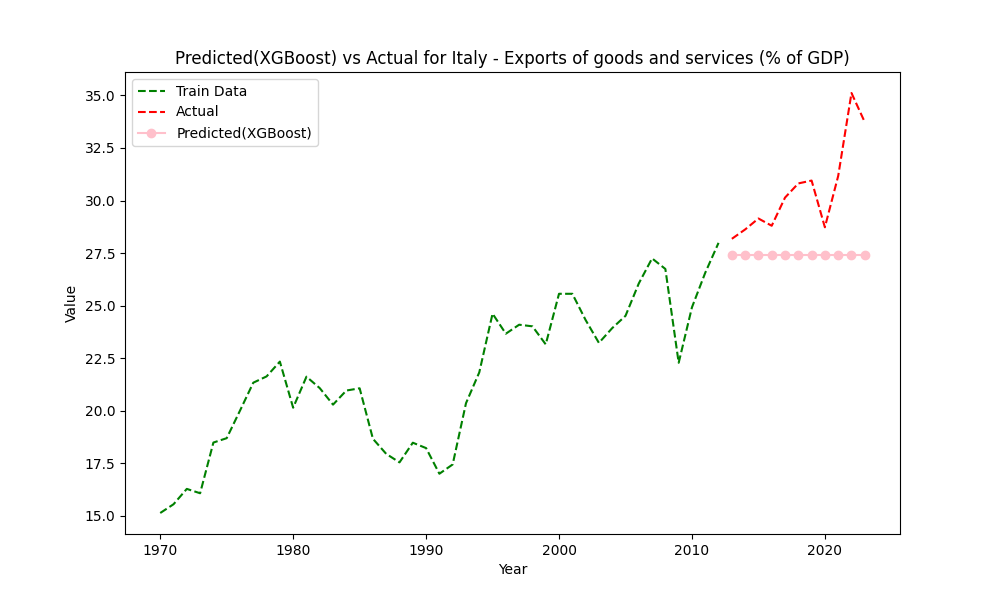 Predicted(XGBoost) vs Actual for Italy - Exports of goods and services (% of GDP)
Train Data
Actual
Predicted(XGBoost)
35.0
32.5
30.0
27.5
25.0
22.5
20.0
17.5
15.0
Value
1970 1980 1990 2000 2010 2020
Year